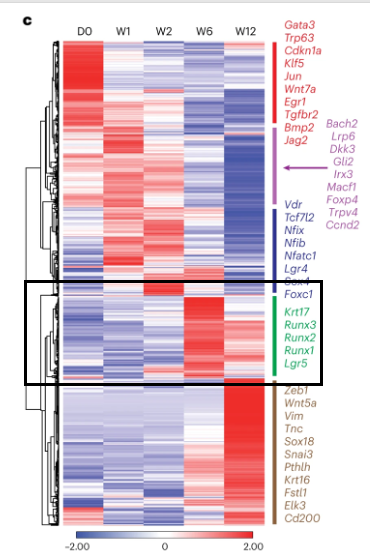 c
D0 W1 W2 W6 W12
Gata3
Trp63
Cdkn1a
Klf5
Jun
Wnt7a
Egr1
Tgfbr2
Bmp2
Jag2
Bach2
Lrp6
Dkk3
Gli2
Irx3
Macf1
Foxp4
Trpv4
Ccnd2
Vdr
Tcf7l2
Nfix
Nfib
Nfatc1
Lgr4
Sox4
Foxc1
Krt17
Runx3
Runx2
Runx1
Lgr5
Zeb1
Wnt5a
Vim
Tnc
Sox18
Snai3
Pthlh
Krt16
Fstl1
Elk3
Cd200
−2.00 0 2.00